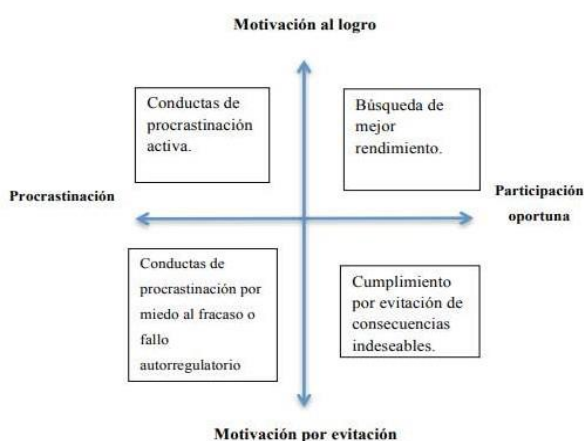 Motivación al logro
Conductas de
procrastinación
activa.
Búsqueda de
mejor
rendimiento.
Procrastinación
Participación
oportuna
Conductas de
procrastinación por
miedo al fracaso o
fallo
autorregulatorio
Cumplimiento
por evitación de
consecuencias
indeseables.
Motivación por evitación